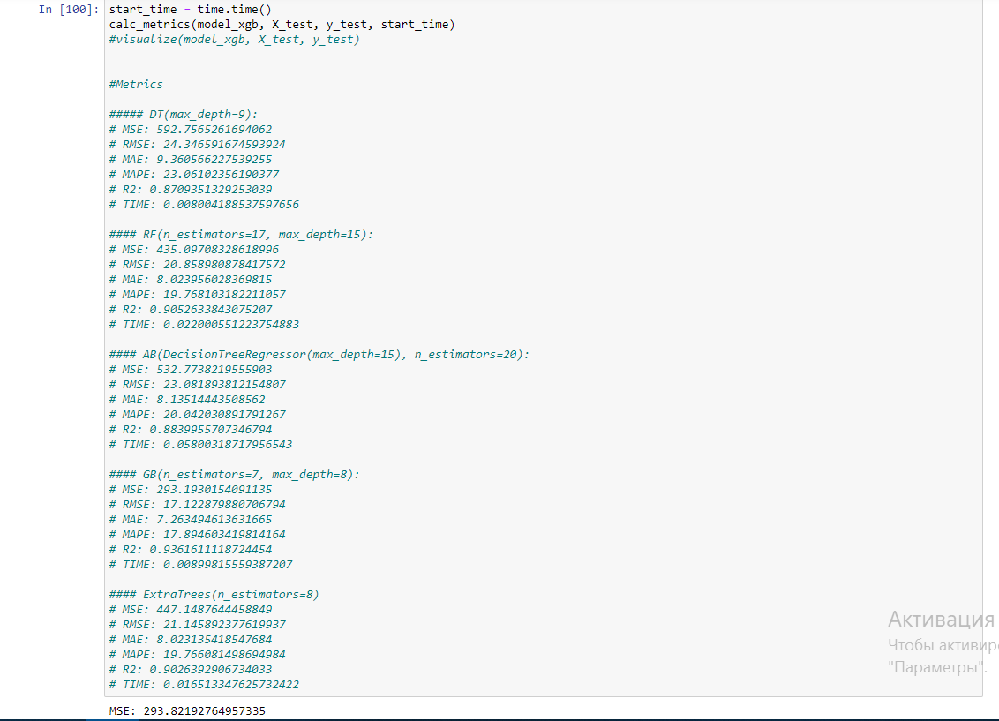 In [100]: start_time = time.time()
calc_metrics(model_xgb, X_test, y_test, start_time)
#visualize(model_xgb, X_test, y_test)
#Metrics
##### DT(max_depth=9):
# MSE: 592.7565261694062
# RMSE: 24.346591674593924
# MAE: 9.360566227539255
# MAPE: 23.06102356190377
# R2: 0.8709351329253039
# TIME: 0.008004188537597656
#### RF(n_estimators=17, max_depth=15):
# MSE: 435.09708328618996
# RMSE: 20.858980878417572
# MAE: 8.023956028369815
# MAPE: 19.768103182211057
# R2: 0.9052633843075207
# TIME: 0.022000551223754883
#### AB(DecisionTreeRegressor(max_depth=15), n_estimators=20):
# MSE: 532.7738219555903
# RMSE: 23.081893812154807
# MAE: 8.13514443508562
# MAPE: 20.042030891791267
# R2: 0.8839955707346794
# TIME: 0.05800318717956543
#### GB(n_estimators=7, max_depth=8):
# MSE: 293.1930154091135
# RMSE: 17.122879880706794
# MAE: 7.263494613631665
# MAPE: 17.894603419814164
# R2: 0.9361611118724454
# TIME: 0.00899815559387207
#### ExtraTrees(n_estimators=8)
# MSE: 447.1487644458849
# RMSE: 21.145892377619937
# MAE: 8.023135418547684
# MAPE: 19.766081498694984
# R2: 0.9026392906734033
# TIME: 0.016513347625732422
Активация
Чтобы активир
"Параметры".
MSE: 293.82192764957335